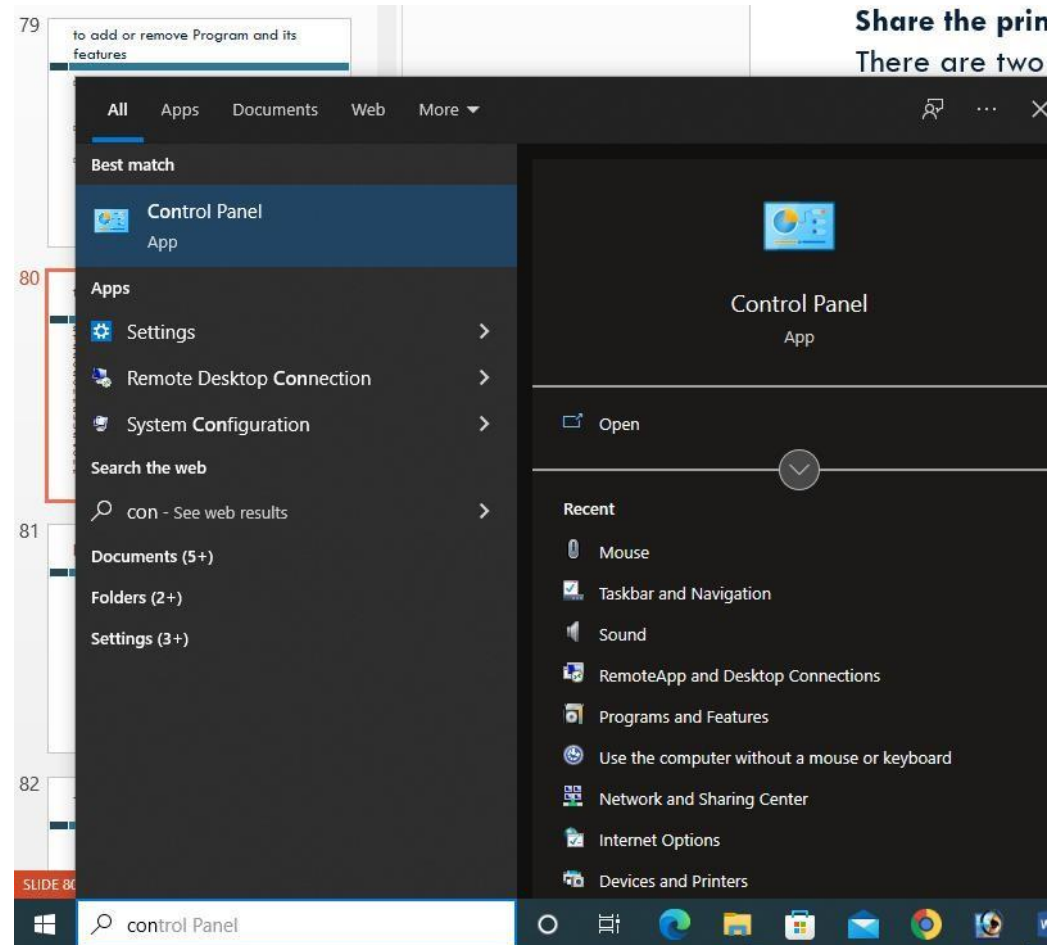 79
to add or remove Program and its
features
Share the prin
There are two
All Apps Documents Web More
Best match
Control Panel
App
Apps
Settings
Remote Desktop Connection
System Configuration
Search the web
con - See web results
Documents (5+)
Folders (2+)
Settings (3+)
Control Panel
App
Open
Recent
Mouse
Taskbar and Navigation
Sound
RemoteApp and Desktop Connections
Programs and Features
Use the computer without a mouse or keyboard
Network and Sharing Center
Internet Options
Devices and Printers
80
81
82
SLIDE 80
control Panel